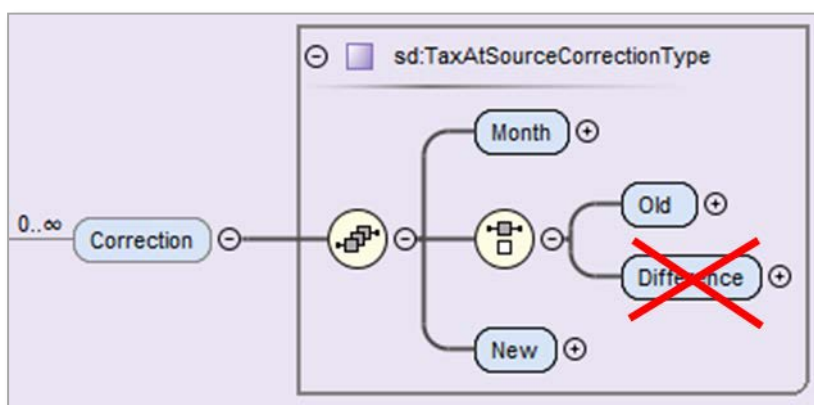 sd:TaxAtSourceCorrectionType
Month
Old
0..∞
Correction
Difference
New